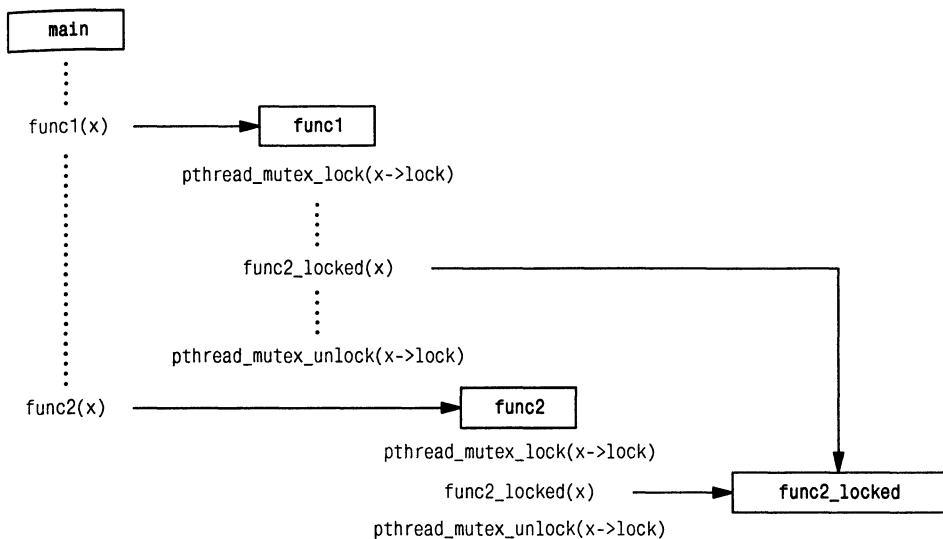 main
func1(x)
func1
pthread_mutex_lock(x->lock)
func2_locked(x)
pthread_mutex_unlock(x->lock)
func2(x)
func2
pthread_mutex_lock(x->lock)
func2_locked(x)
func2_locked
pthread_mutex_unlock(x->lock)